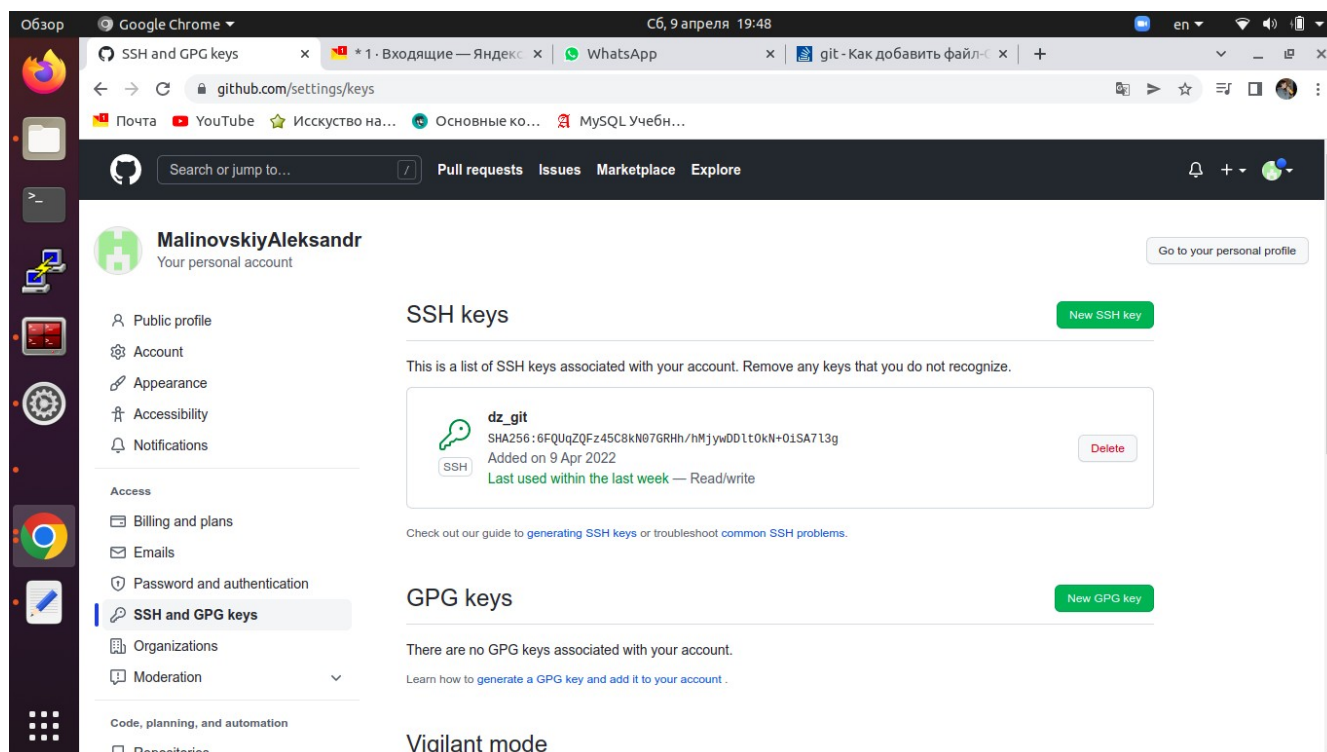 Обзор
Google Chrome
Сб, 9 апреля 19:48
en
SSH and GPG keys
* 1 · Входящие — Яндекс
WhatsApp
git - Как добавить файл-
github.com/settings/keys
Почта
YouTube
Исскуство на...
Основные ко...
MySQL Учебн...
Search or jump to...
/
Pull requests
Issues
Marketplace
Explore
MalinovskiyAleksandr
Your personal account
Go to your personal profile
Public profile
Account
Appearance
Accessibility
Notifications
Access
Billing and plans
Emails
Password and authentication
SSH and GPG keys
Organizations
Moderation
Code, planning, and automation
Repositories
SSH keys
New SSH key
This is a list of SSH keys associated with your account. Remove any keys that you do not recognize.
dz_git
SHA256:6FQUqZQFz45C8kN07GRHh/hMjywDDltOkN+OiSA7l3g
Added on 9 Apr 2022
Last used within the last week — Read/write
SSH
Delete
Check out our guide to generating SSH keys or troubleshoot common SSH problems.
GPG keys
New GPG key
There are no GPG keys associated with your account.
Learn how to generate a GPG key and add it to your account .
Vigilant mode